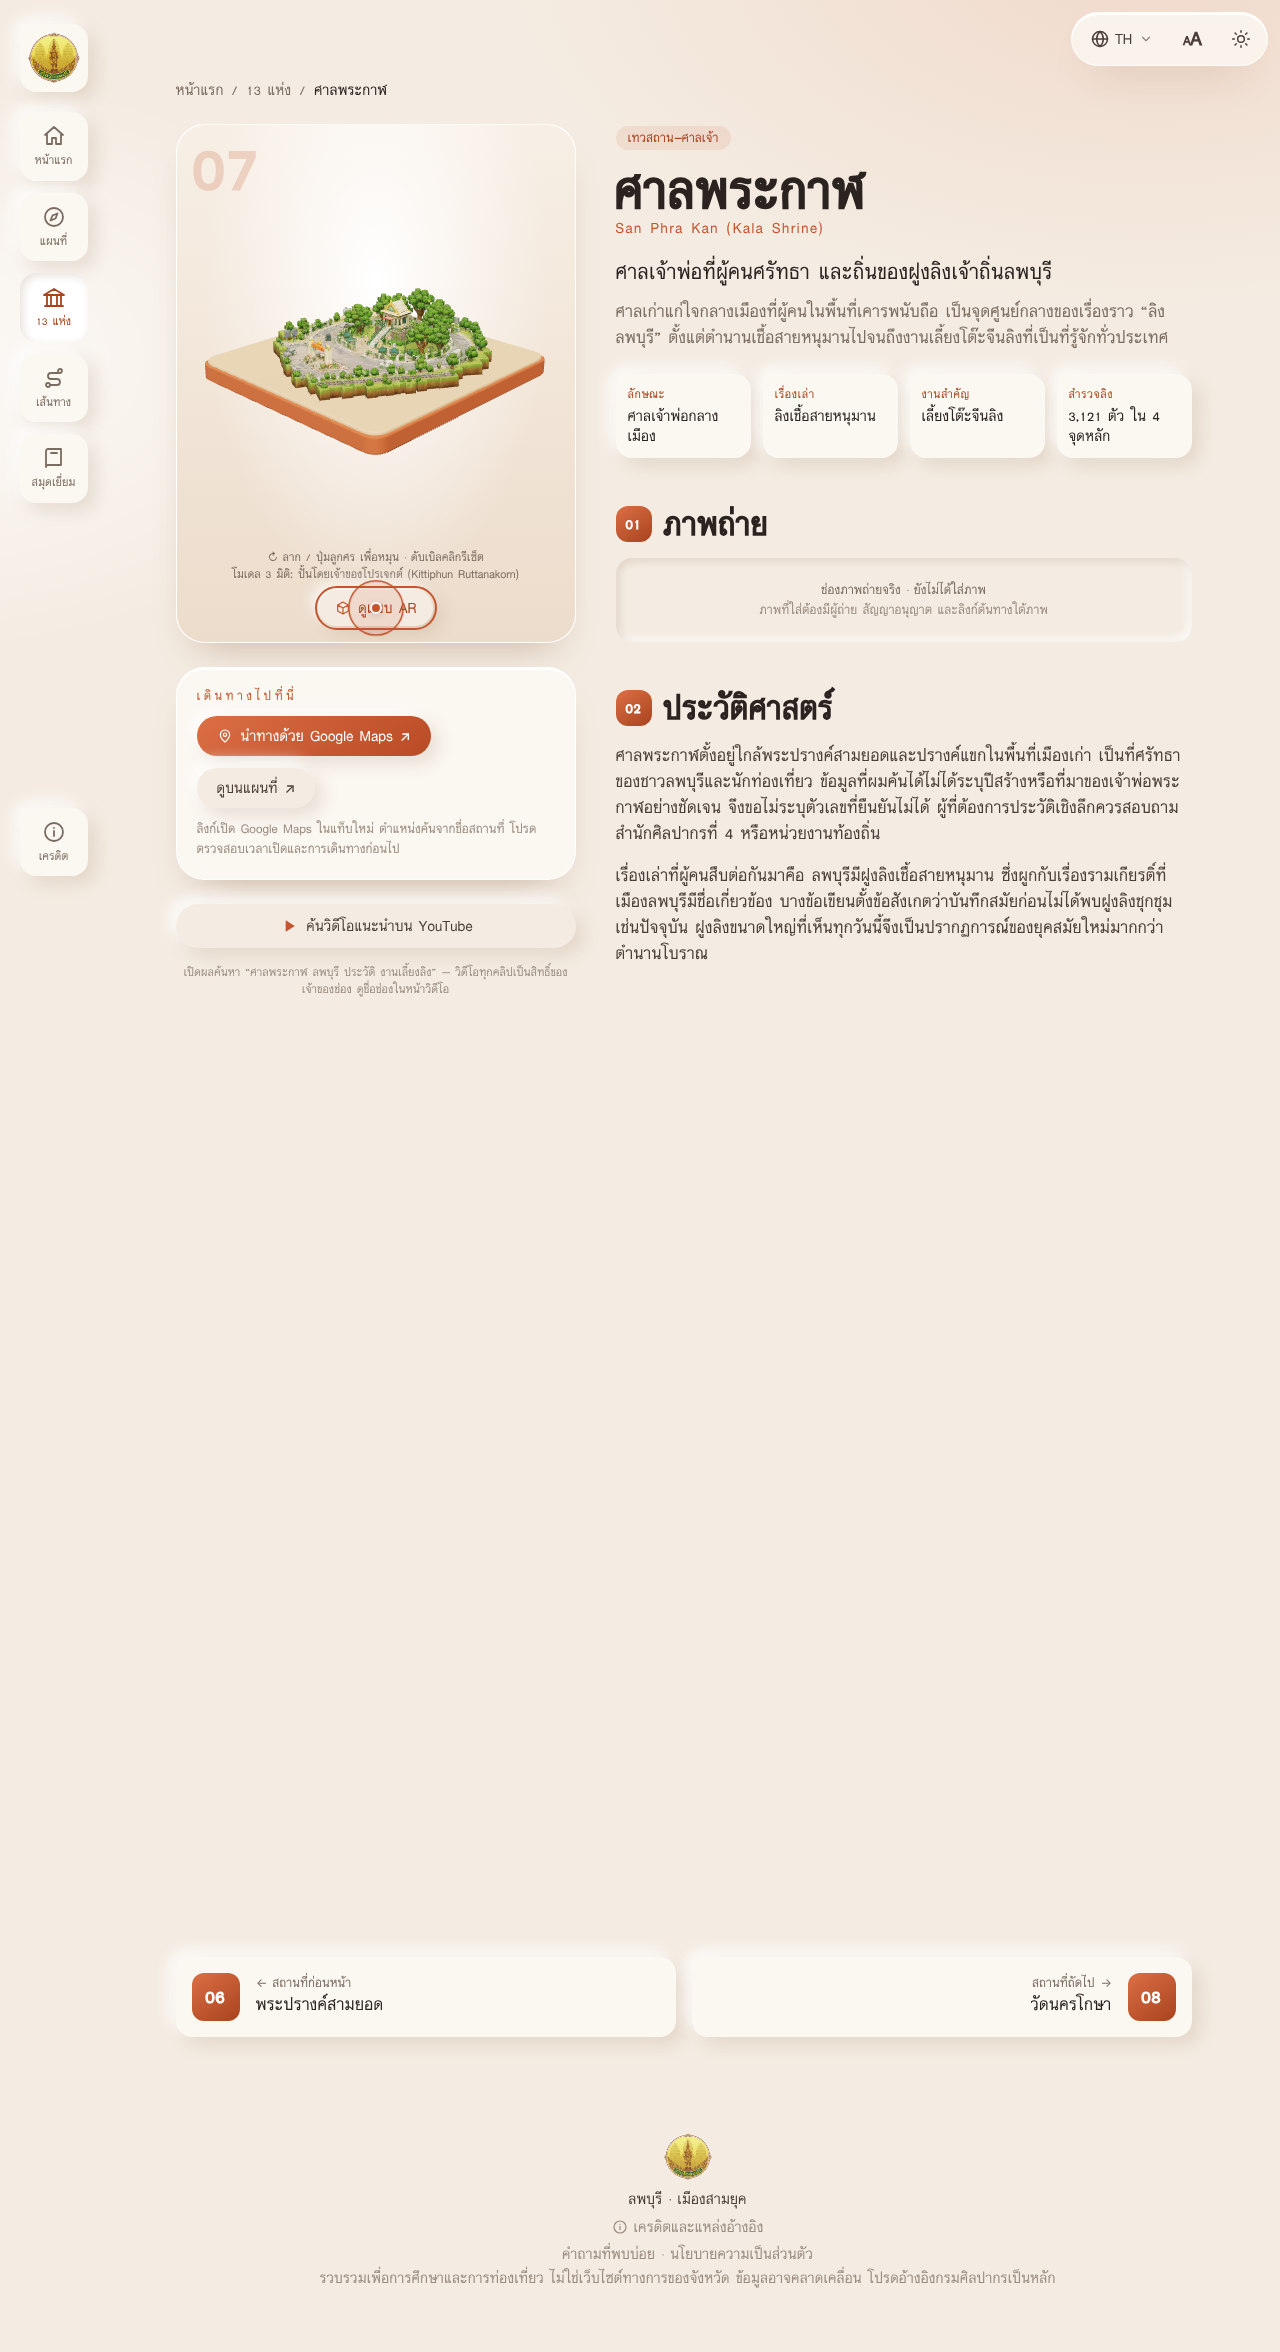 TH
AA
หน้าแรก
แผนที่
13 แห่ง
เส้นทาง
สมุดเยี่ยม
เครดิต
หน้าแรก / 13 แห่ง / ศาลพระกาฬ
07
↻ ลาก / ปุ่มลูกศร เพื่อหมุน · ดับเบิลคลิกรีเซ็ต
โมเดล 3 มิติ: ปั้นโดยเจ้าของโปรเจกต์ (Kittiphun Ruttanakorn)
AR
เดินทางไปที่นี่
นำทางด้วย Google Maps ↗
ดูบนแผนที่ ↗
ลิงก์เปิด Google Maps ในแท็บใหม่ ตำแหน่งค้นจากชื่อสถานที่ โปรด
ตรวจสอบเวลาเปิดและการเดินทางก่อนไป
▶ ค้นวิดีโอแนะนำบน YouTube
เปิดผลค้นหา “ศาลพระกาฬ ลพบุรี ประวัติ งานเลี้ยงลิง” — วิดีโอทุกคลิปเป็นสิทธิ์ของ
เจ้าของช่อง ดูชื่อช่องในหน้าวิดีโอ
เทวสถาน–ศาลเจ้า
ศาลพระกาฬ
San Phra Kan (Kala Shrine)
ศาลเจ้าพ่อที่ผู้คนศรัทธา และถิ่นของฝูงลิงเจ้าถิ่นลพบุรี
ศาลเก่าแก่ใจกลางเมืองที่ผู้คนในพื้นที่เคารพนับถือ เป็นจุดศูนย์กลางของเรื่องราว “ลิง
ลพบุรี” ตั้งแต่ตำนานเชื้อสายหนุมานไปจนถึงงานเลี้ยงโต๊ะจีนลิงที่เป็นที่รู้จักทั่วประเทศ
ลักษณะ
ศาลเจ้าพ่อกลาง
เมือง
เรื่องเล่า
ลิงเชื้อสายหนุมาน
งานสำคัญ
เลี้ยงโต๊ะจีนลิง
สำรวจลิง
3,121 ตัว ใน 4
จุดหลัก
01 ภาพถ่าย
ช่องภาพถ่ายจริง · ยังไม่ได้ใส่ภาพ
ภาพที่ใส่ต้องมีผู้ถ่าย สัญญาอนุญาต และลิงก์ต้นทางใต้ภาพ
02 ประวัติศาสตร์
ศาลพระกาฬตั้งอยู่ใกล้พระปรางค์สามยอดและปรางค์แขกในพื้นที่เมืองเก่า เป็นที่ศรัทธา
ของชาวลพบุรีและนักท่องเที่ยว ข้อมูลที่ผมค้นได้ไม่ได้ระบุปีสร้างหรือที่มาของเจ้าพ่อพระ
กาฬอย่างชัดเจน จึงขอไม่ระบุตัวเลขที่ยืนยันไม่ได้ ผู้ที่ต้องการประวัติเชิงลึกควรสอบถาม
สำนักศิลปากรที่ 4 หรือหน่วยงานท้องถิ่น
เรื่องเล่าที่ผู้คนสืบต่อกันมาคือ ลพบุรีมีฝูงลิงเชื้อสายหนุมาน ซึ่งผูกกับเรื่องรามเกียรติ์ที่
เมืองลพบุรีมีชื่อเกี่ยวข้อง บางข้อเขียนตั้งข้อสังเกตว่าบันทึกสมัยก่อนไม่ได้พบฝูงลิงชุกชุม
เช่นปัจจุบัน ฝูงลิงขนาดใหญ่ที่เห็นทุกวันนี้จึงเป็นปรากฏการณ์ของยุคสมัยใหม่มากกว่า
ตำนานโบราณ
06
← สถานที่ก่อนหน้า
พระปรางค์สามยอด
สถานที่ถัดไป →
วัดนครโกษา
08
ลพบุรี · เมืองสามยุค
เครดิตและแหล่งอ้างอิง
คำถามที่พบบ่อย · นโยบายความเป็นส่วนตัว
รวบรวมเพื่อการศึกษาและการท่องเที่ยว ไม่ใช่เว็บไซต์ทางการของจังหวัด ข้อมูลอาจคลาดเคลื่อน โปรดอ้างอิงกรมศิลปากรเป็นหลัก